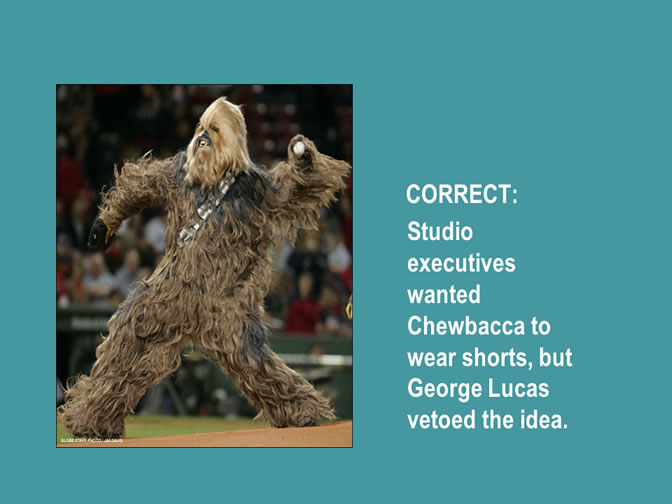 CORRECT:
Studio
executives
wanted
Chewbacca to
wear shorts, but
George Lucas
vetoed the idea.
GLOBE STAFF PHOTO / JIM DAVIS